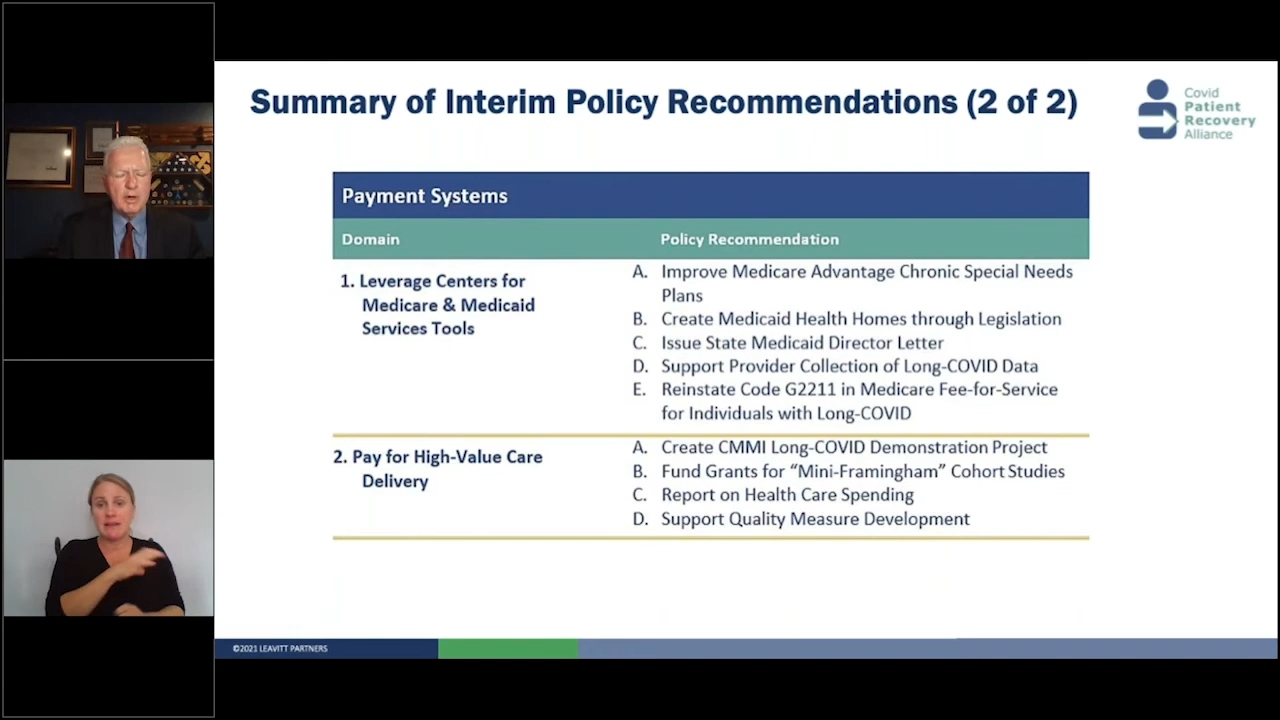 Summary of Interim Policy Recommendations (2 of 2)
Covid
Patient
Recovery
Alliance
Payment Systems
Domain
Policy Recommendation
1. Leverage Centers for
Medicare & Medicaid
Services Tools
A. Improve Medicare Advantage Chronic Special Needs
Plans
B. Create Medicaid Health Homes through Legislation
C. Issue State Medicaid Director Letter
D. Support Provider Collection of Long-COVID Data
E. Reinstate Code G2211 in Medicare Fee-for-Service
for Individuals with Long-COVID
2. Pay for High-Value Care
Delivery
A. Create CMMI Long-COVID Demonstration Project
B. Fund Grants for “Mini-Framingham” Cohort Studies
C. Report on Health Care Spending
D. Support Quality Measure Development
©2021 LEAVITT PARTNERS